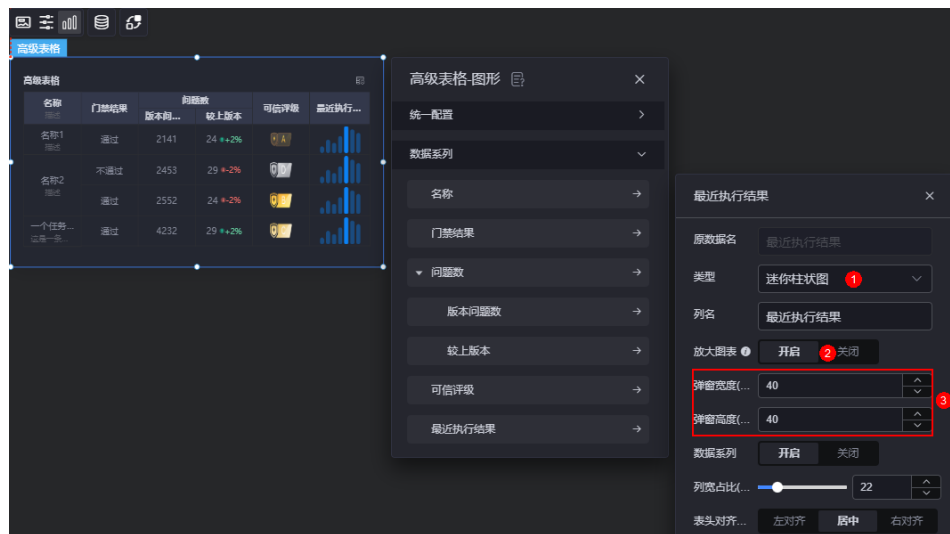 高级表格
高级表格
名称
描述
门禁结果
问题数
版本问...
较上版本
可信评级
最近执行...
名称1
描述
通过
2141
24
+2%
A
名称2
描述
不通过
2453
29
-2%
通过
2552
24
-2%
一个任务...
这是一条...
通过
4232
29
+2%
高级表格-图形
统一配置
数据系列
名称
门禁结果
问题数
版本问题数
较上版本
可信评级
最近执行结果
最近执行结果
原数据名
最近执行结果
类型
迷你柱状图
1
列名
最近执行结果
放大图表
开启
2
关闭
弹窗宽度(...
40
3
弹窗高度(...
40
数据系列
开启
关闭
列宽占比(...
22
表头对齐...
左对齐
居中
右对齐